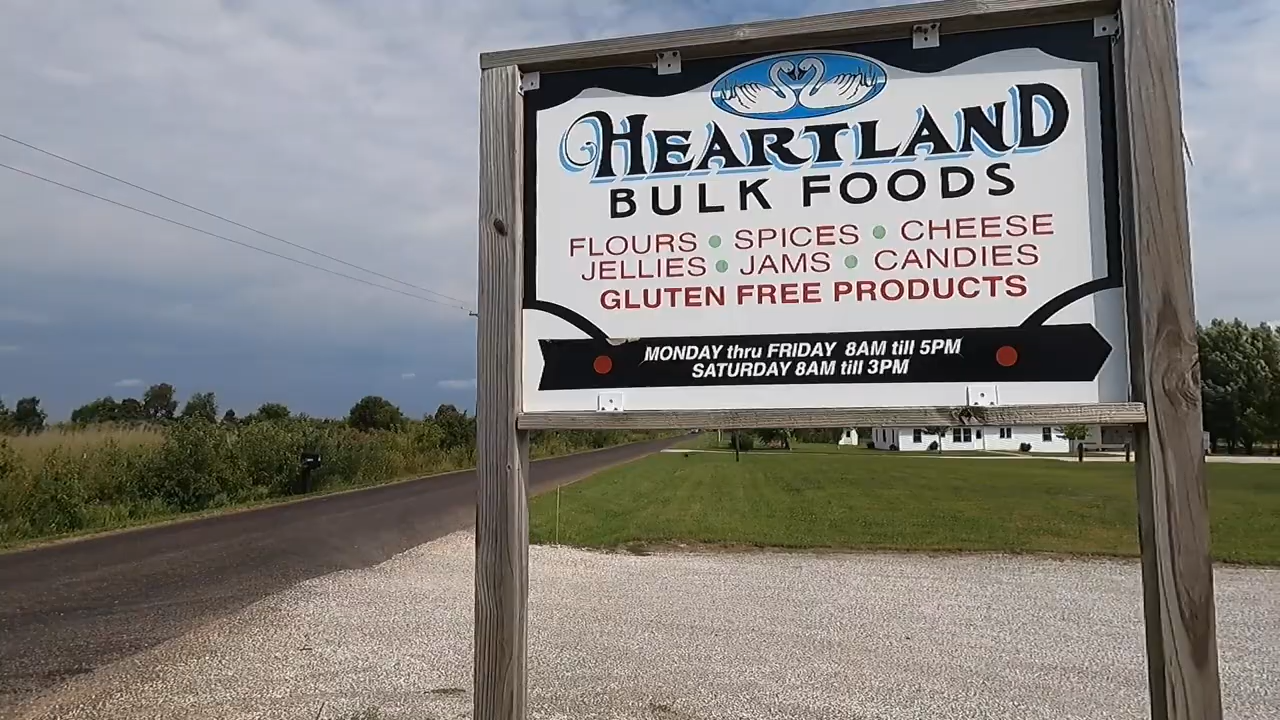 HEARTLAND
BULK FOODS
FLOURS • SPICES • CHEESE
JELLIES • JAMS • CANDIES
GLUTEN FREE PRODUCTS
MONDAY thru FRIDAY 8AM till 5PM
SATURDAY 8AM till 3PM